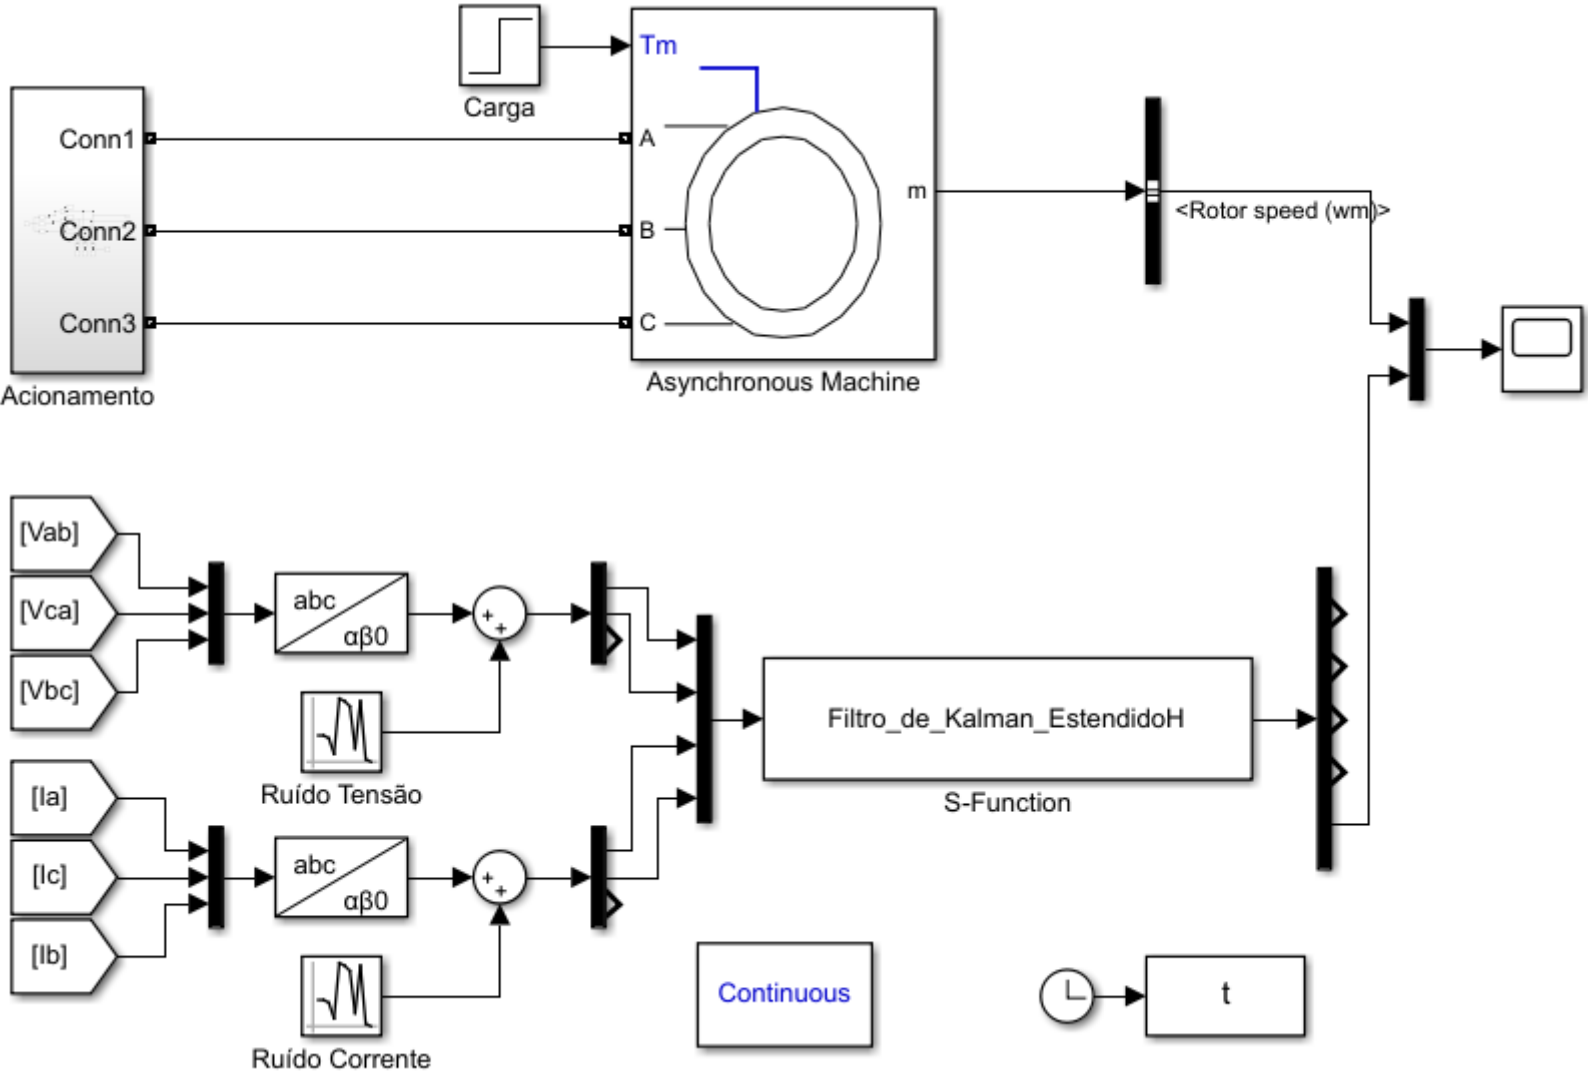 Carga
Tm
Conn1
Conn2
Conn3
Acionamento
A
B
C
m
Asynchronous Machine
<Rotor speed (wm)>
[Vab]
[Vca]
[Vbc]
abc
αβ0
+
+
Ruído Tensão
[Ia]
[Ic]
[Ib]
abc
αβ0
+
+
Ruído Corrente
Filtro_de_Kalman_EstendidoH
S-Function
Continuous
t